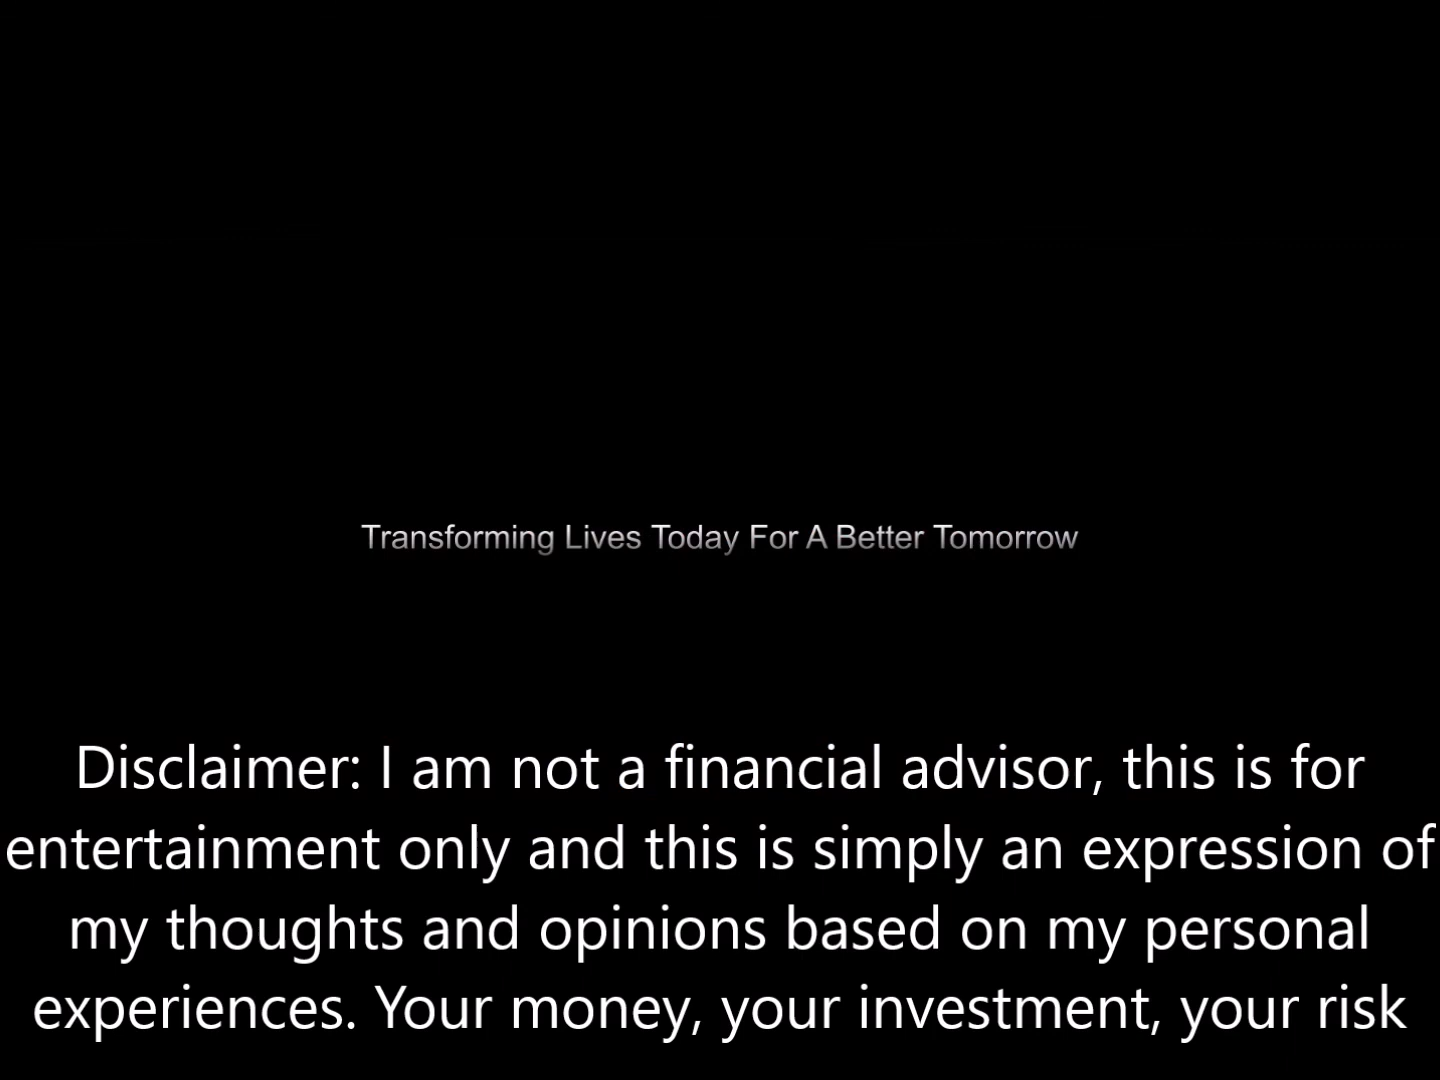 Transforming Lives Today For A Better Tomorrow
Disclaimer: I am not a financial advisor, this is for
entertainment only and this is simply an expression of
my thoughts and opinions based on my personal
experiences. Your money, your investment, your risk